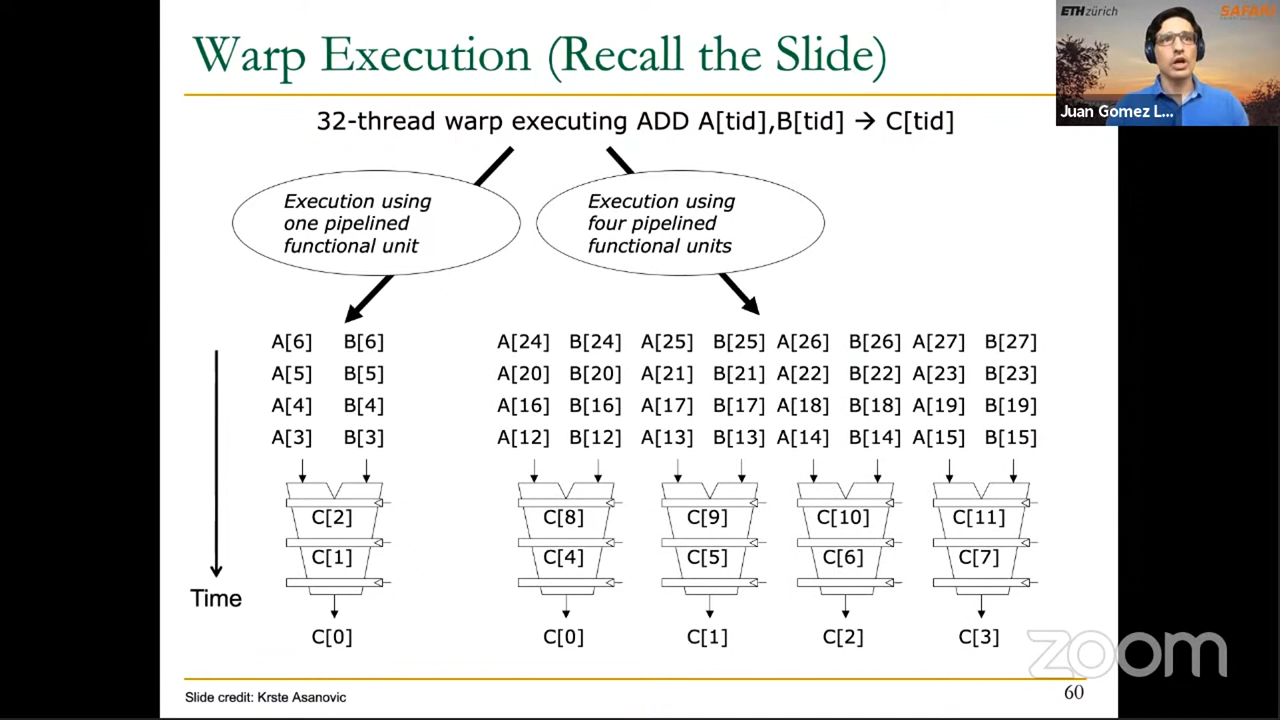 Warp Execution (Recall the Slide)
ETH zürich
SAFARI
Juan Gomez L...
32-thread warp executing ADD A[tid],B[tid] → C[tid]
Execution using
one pipelined
functional unit
Execution using
four pipelined
functional units
A[6] B[6] A[24] B[24] A[25] B[25] A[26] B[26] A[27] B[27]
A[5] B[5] A[20] B[20] A[21] B[21] A[22] B[22] A[23] B[23]
A[4] B[4] A[16] B[16] A[17] B[17] A[18] B[18] A[19] B[19]
A[3] B[3] A[12] B[12] A[13] B[13] A[14] B[14] A[15] B[15]
C[2] C[8] C[9] C[10] C[11]
C[1] C[4] C[5] C[6] C[7]
Time
C[0] C[0] C[1] C[2] C[3]
zoom
Slide credit: Krste Asanovic
60